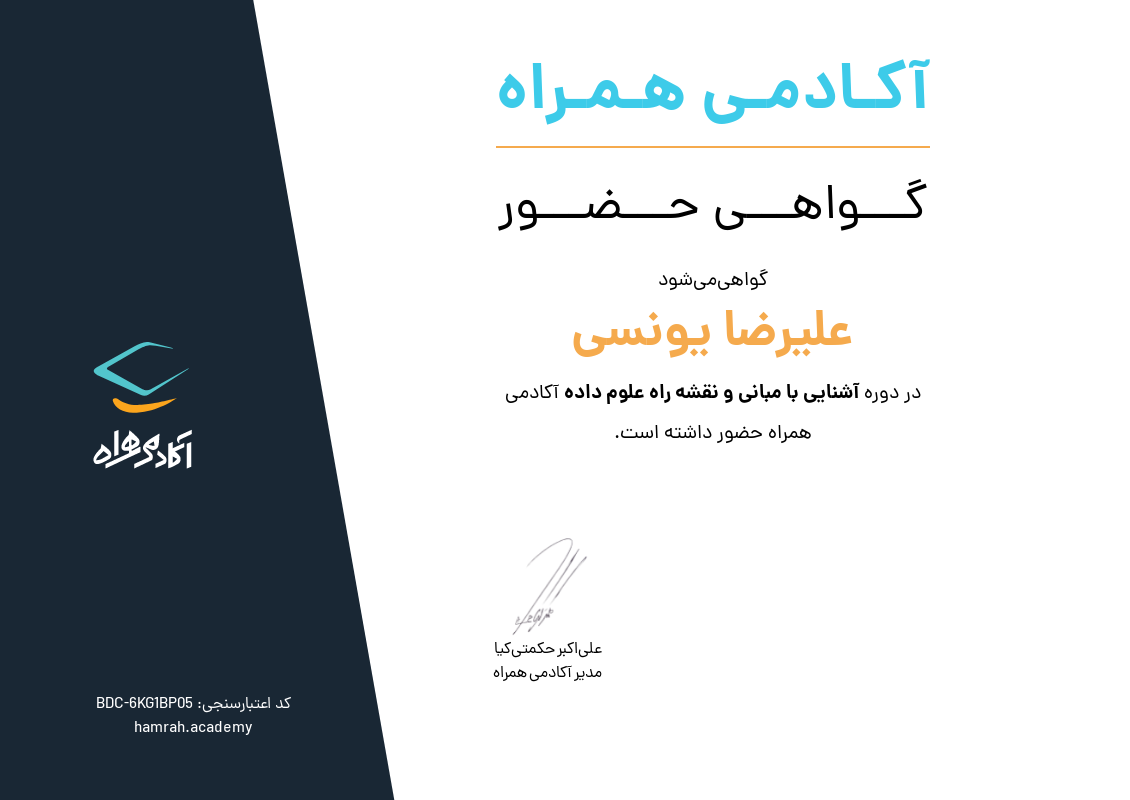 آکادمی همراه
گواهی حضور
گواهی‌می‌شود
علیرضا یونسی
در دوره آشنایی با مبانی و نقشه راه علوم داده آکادمی
همراه حضور داشته است.
علی‌اکبر حکمتی‌کیا
مدیر آکادمی همراه
آکادمی همراه
کد اعتبارسنجی: BDC-6KG1BP05
hamrah.academy